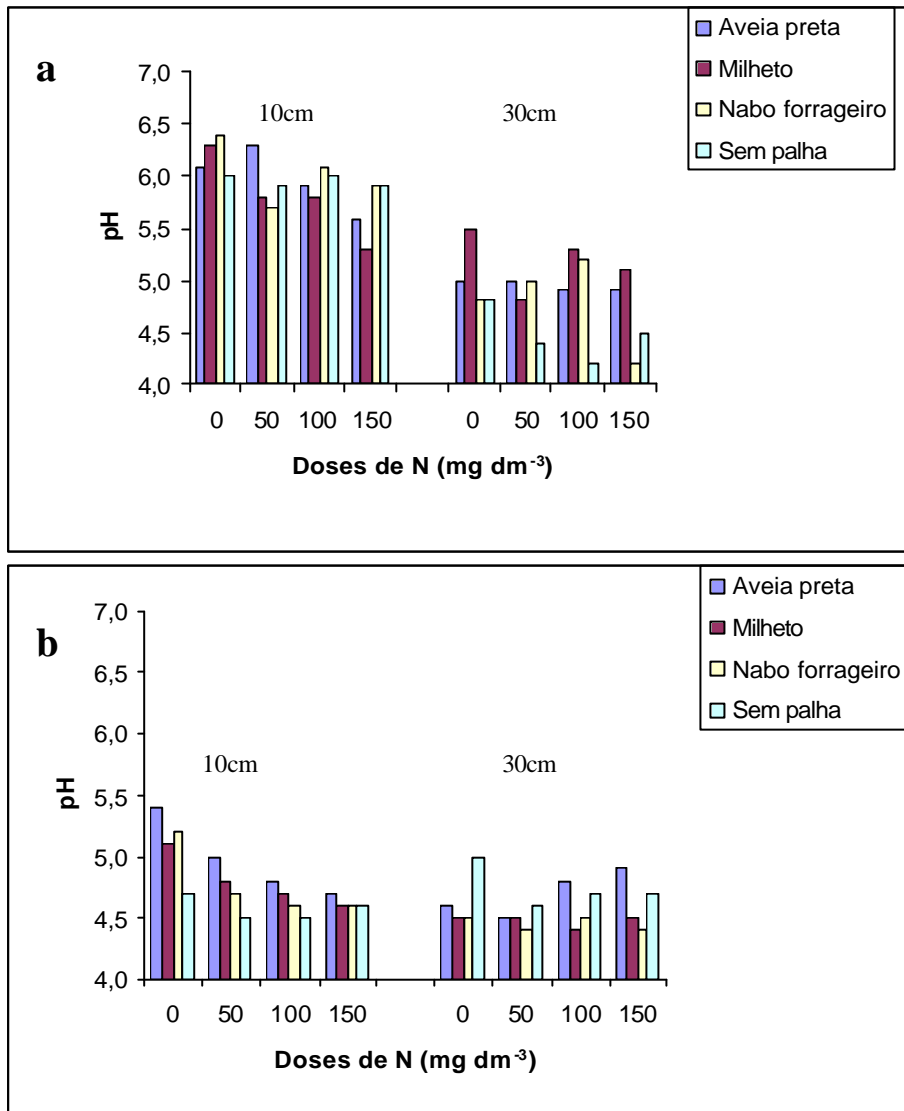 a
Aveia preta
Milheto
Nabo forrageiro
Sem palha
10cm 30cm
pH
7,0
6,5
6,0
5,5
5,0
4,5
4,0
0 50 100 150 0 50 100 150
Doses de N (mg dm⁻³)
b
Aveia preta
Milheto
Nabo forrageiro
Sem palha
10cm 30cm
pH
7,0
6,5
6,0
5,5
5,0
4,5
4,0
0 50 100 150 0 50 100 150
Doses de N (mg dm⁻³)